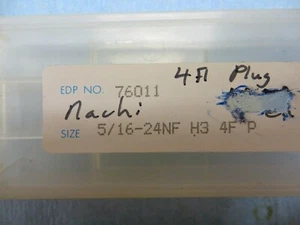 4Fl Plug
EDP NO. 76011
Nachi
SIZE 5/16-24NF H3 4F P